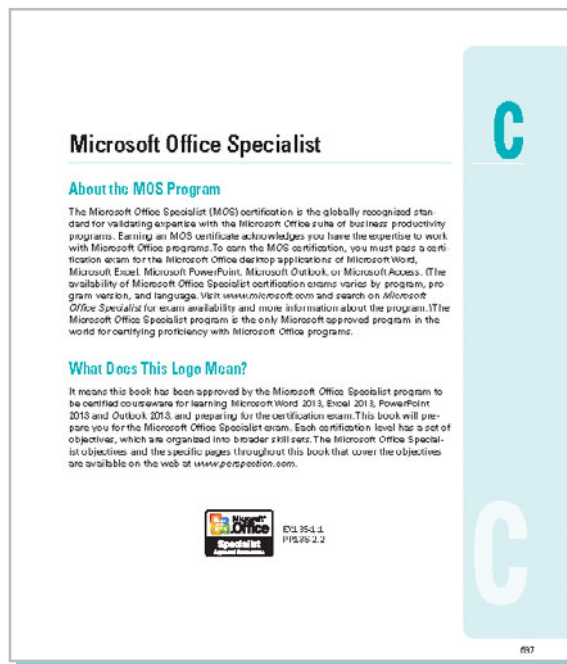 C
Microsoft Office Specialist
About the MOS Program
The Microsoft Office Specialist (MOS) certification is the globally recognized stan-
dard for validating expertise with the Microsoft Office suite of business productivity
programs. Earning an MOS certificate acknowledges you have the expertise to work
with Microsoft Office programs. To earn the MOS certification, you must pass a certi-
fication exam for the Microsoft Office desktop applications of Microsoft Word,
Microsoft Excel, Microsoft PowerPoint, Microsoft Outlook, or Microsoft Access. (The
availability of Microsoft Office Specialist certification exams varies by program, pro-
gram version, and language. Visit www.microsoft.com and search on Microsoft
Office Specialist for exam availability and more information about the program.) The
Microsoft Office Specialist program is the only Microsoft approved program in the
world for certifying proficiency with Microsoft Office programs.
What Does This Logo Mean?
It means this book has been approved by the Microsoft Office Specialist program to
be certified courseware for learning Microsoft Word 2013, Excel 2013, PowerPoint
2013 and Outlook 2013, and preparing for the certification exam. This book will pre-
pare you for the Microsoft Office Specialist exam. Each certification level has a set of
objectives, which are organized into broader skill sets. The Microsoft Office Special-
ist objectives and the specific pages throughout this book that cover the objectives
are available on the web at www.perspection.com.
Microsoft
Office
Specialist
C